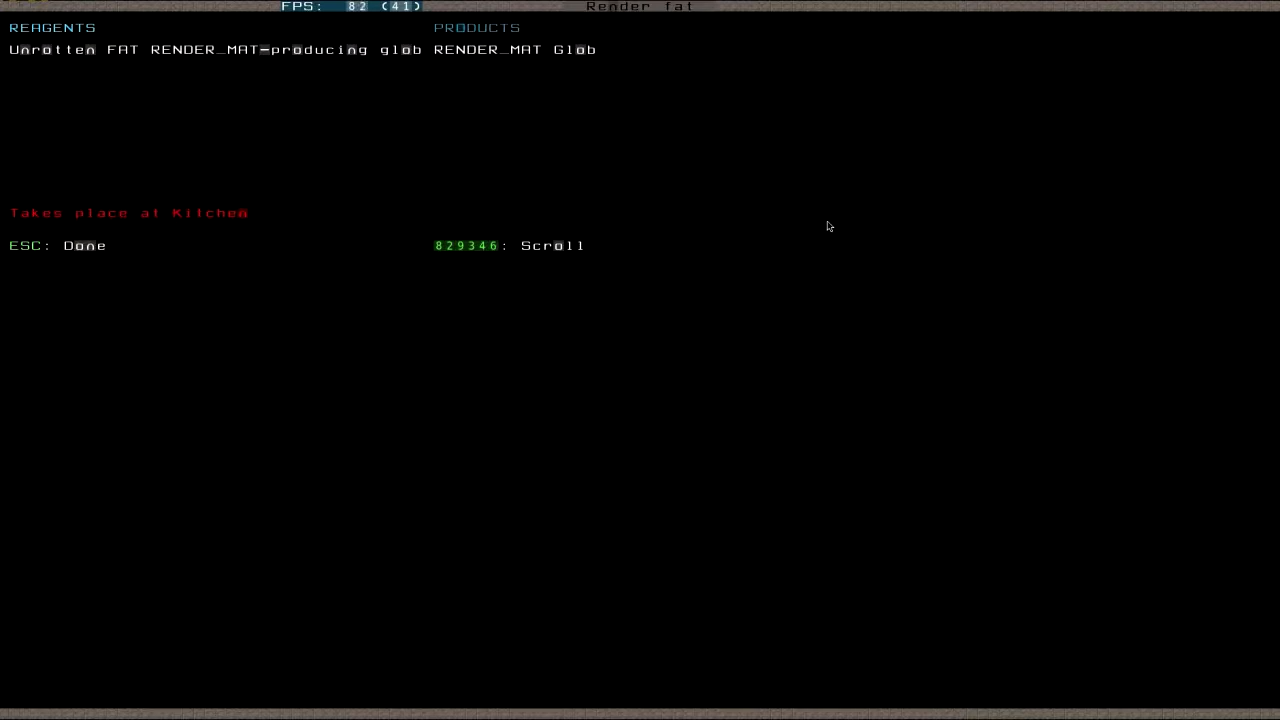 FPS: 82 (41) Render fat
REAGENTS PRODUCTS
Unrotten FAT RENDER_MAT-producing glob RENDER_MAT Glob
Takes place at Kitchen
ESC: Done 829346: Scroll